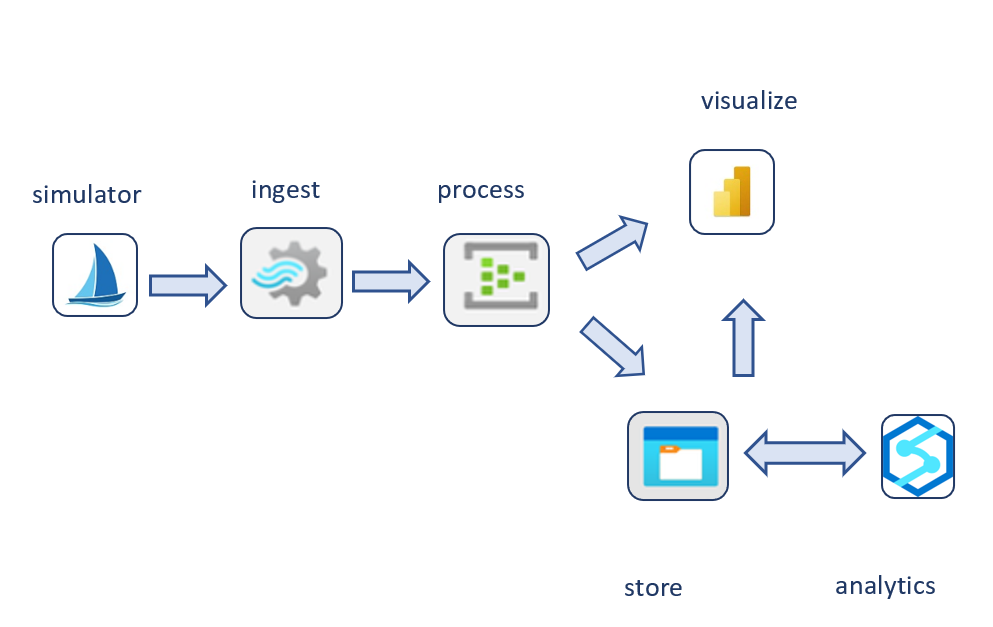 simulator
ingest
process
visualize
store
analytics